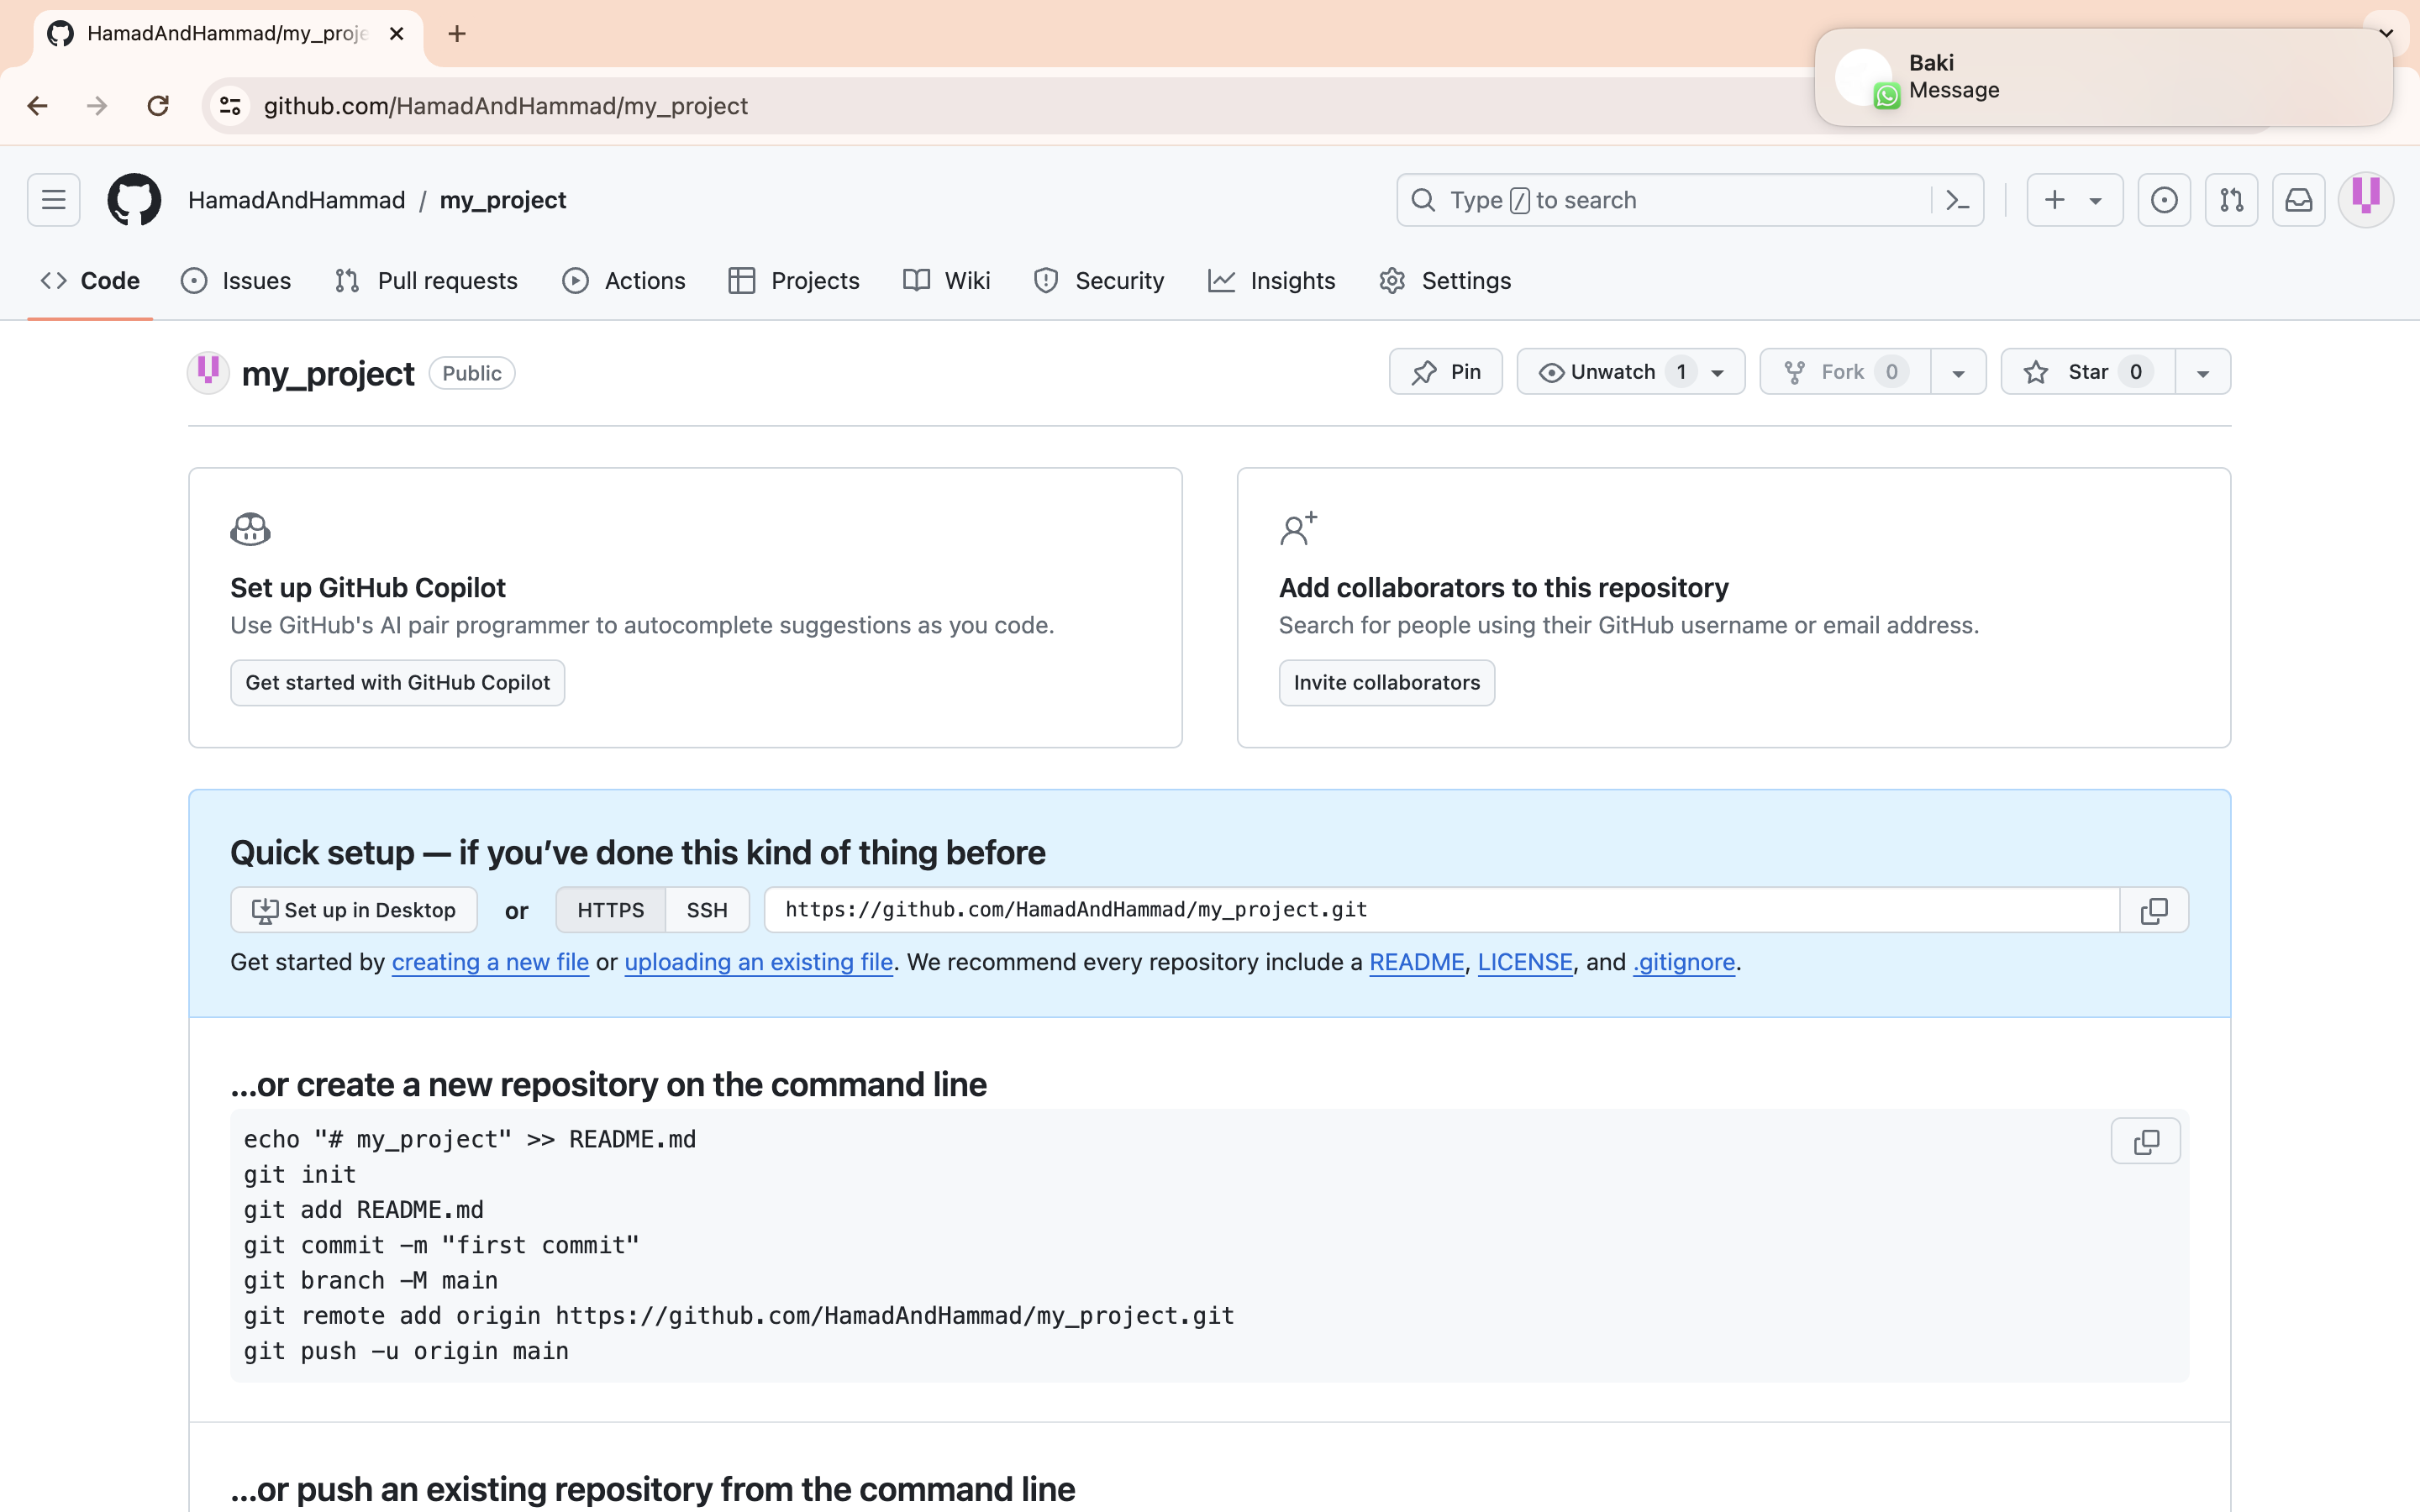 HamadAndHammad/my_proje
Baki
Message
github.com/HamadAndHammad/my_project
HamadAndHammad / my_project
Type / to search
Code
Issues
Pull requests
Actions
Projects
Wiki
Security
Insights
Settings
my_project Public
Pin
Unwatch 1
Fork 0
Star 0
Set up GitHub Copilot
Use GitHub's AI pair programmer to autocomplete suggestions as you code.
Get started with GitHub Copilot
Add collaborators to this repository
Search for people using their GitHub username or email address.
Invite collaborators
Quick setup — if you’ve done this kind of thing before
Set up in Desktop or HTTPS SSH https://github.com/HamadAndHammad/my_project.git
Get started by creating a new file or uploading an existing file. We recommend every repository include a README, LICENSE, and .gitignore.
…or create a new repository on the command line
echo "# my_project" >> README.md
git init
git add README.md
git commit -m "first commit"
git branch -M main
git remote add origin https://github.com/HamadAndHammad/my_project.git
git push -u origin main
…or push an existing repository from the command line